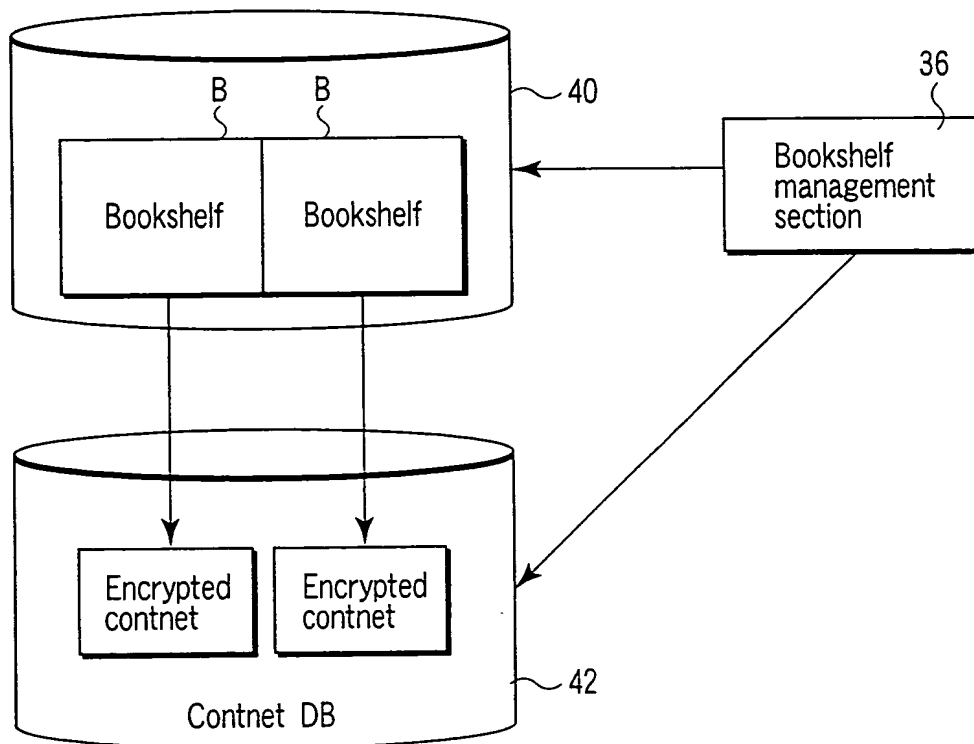 B
B
40
36
Bookshelf
Bookshelf
Bookshelf
management
section
Encrypted
contnet
Encrypted
contnet
42
Contnet DB